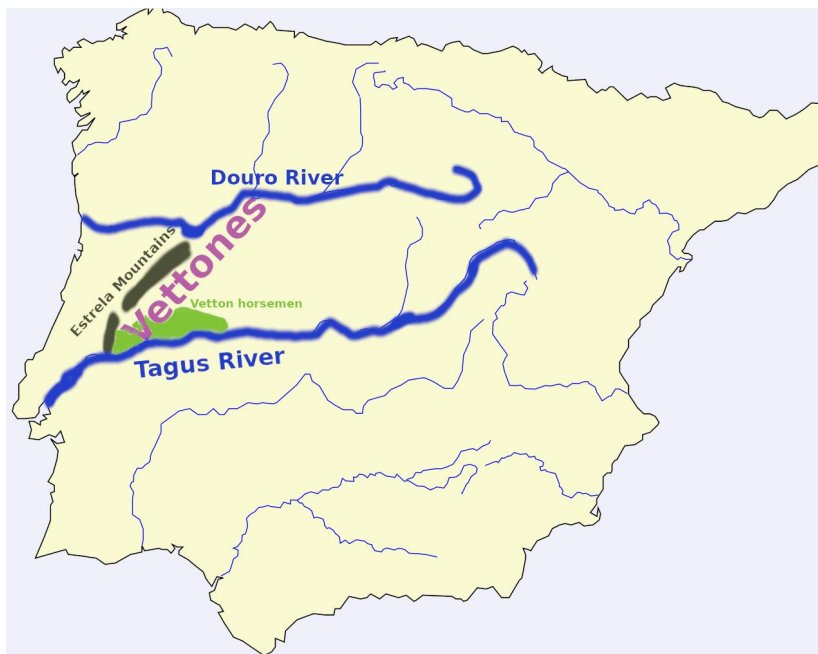 Douro River
Estrela Mountains
Vettones
Vetton horsemen
Tagus River